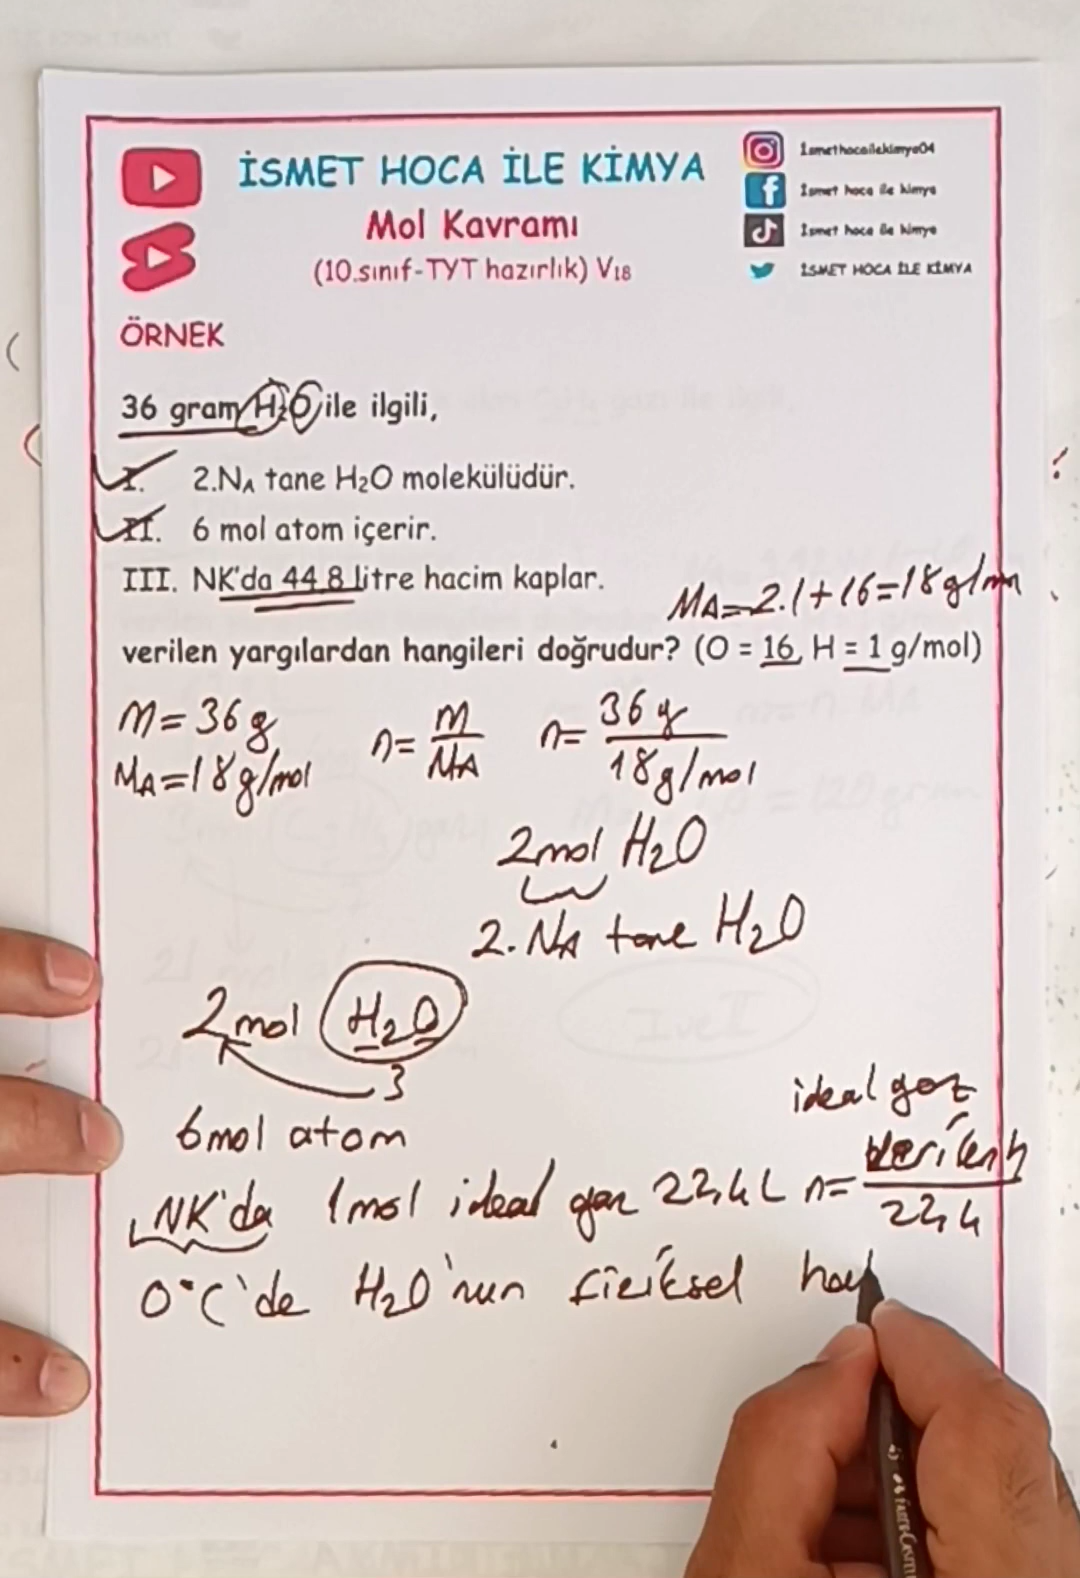 İSMET HOCA İLE KİMYA
Mol Kavramı
(10.sınıf-TYT hazırlık) V18
İsmethocailekimya04
İsmet hoca ile kimya
İsmet hoca ile kimya
İSMET HOCA İLE KİMYA
ÖRNEK
36 gram H₂O ile ilgili,
I. 2.Nᴀ tane H₂O molekülüdür.
II. 6 mol atom içerir.
III. NK'da 44,8 litre hacim kaplar.
MA=2.1+16=18g/mn
verilen yargılardan hangileri doğrudur? (O = 16, H = 1 g/mol)
m=36g
MA=18g/mol
n= m/MA
n= 36g/18g/mol
2mol H₂O
2. NA tane H₂O
2mol H₂O
3
6mol atom
ideal gaz
NK'da 1mol ideal gaz 22,4L n= Verilen h/22,4
0°C'de H₂O'nun fiziksel hal
4